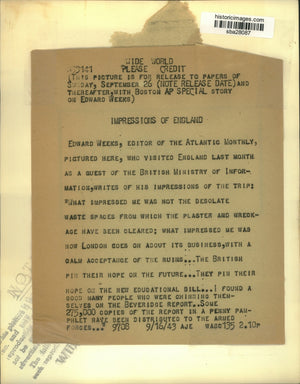 historicimages.com
sba28087
WIDE WORLD
PLEASE CREDIT
(THIS PICTURE IS FOR RELEASE TO PAPERS OF
SUNDAY, SEPTEMBER 26 (NOTE RELEASE DATE)AND
THEREAFTER,WITH BOSTON AP SPECIAL STORY
ON EDWARD WEEKS)
IMPRESSIONS OF ENGLAND
EDWARD WEEKS, EDITOR OF THE ATLANTIC MONTHLY,
PICTURED HERE, WHO VISITED ENGLAND LAST MONTH
AS A GUEST OF THE BRITISH MINISTRY OF INFOR-
MATION,WRITES OF HIS IMPRESSIONS OF THE TRIP:
"WHAT IMPRESSED ME WAS NOT THE DESOLATE
WASTE SPACES FROM WHICH THE PLASTER AND WRECK-
AGE HAVE BEEN CLEARED; WHAT IMPRESSED ME WAS
HOW LONDON GOES ON ABOUT ITS BUSINESS,WITH A
CALM ACCEPTANCE OF THE RUINS...THE BRITISH
PIN THEIR HOPE ON THE FUTURE...THEY PIN THEIR
HOPE ON THE NEW EDUCATIONAL BILL...I FOUND A
GOOD MANY PEOPLE WHO WERE CHINNING THEM-
SELVES ON THE BEVERIDGE REPORT..SOME
275,000 COPIES OF THE REPORT IN A PENNY PAM-
PHLET HAVE BEEN DISTRIBUTED TO THE ARMED
FORCES.." 9708 9/16/43 AJE WABGS 135 2.10P